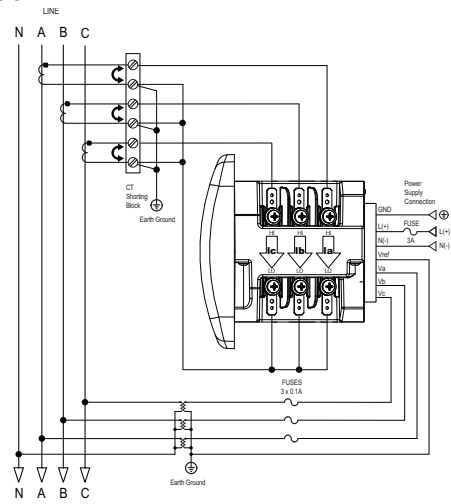 LINE
N A B C
CT
Shorting
Block
Earth Ground
Power
Supply
Connection
GND
FUSE
L(+)
L(+)
3A
N(-)
N(-)
Vref
Va
Vb
Vc
HI HI HI
Ic Ib Ia
LO LO LO
FUSES
3 x 0.1A
Earth Ground
N A B C